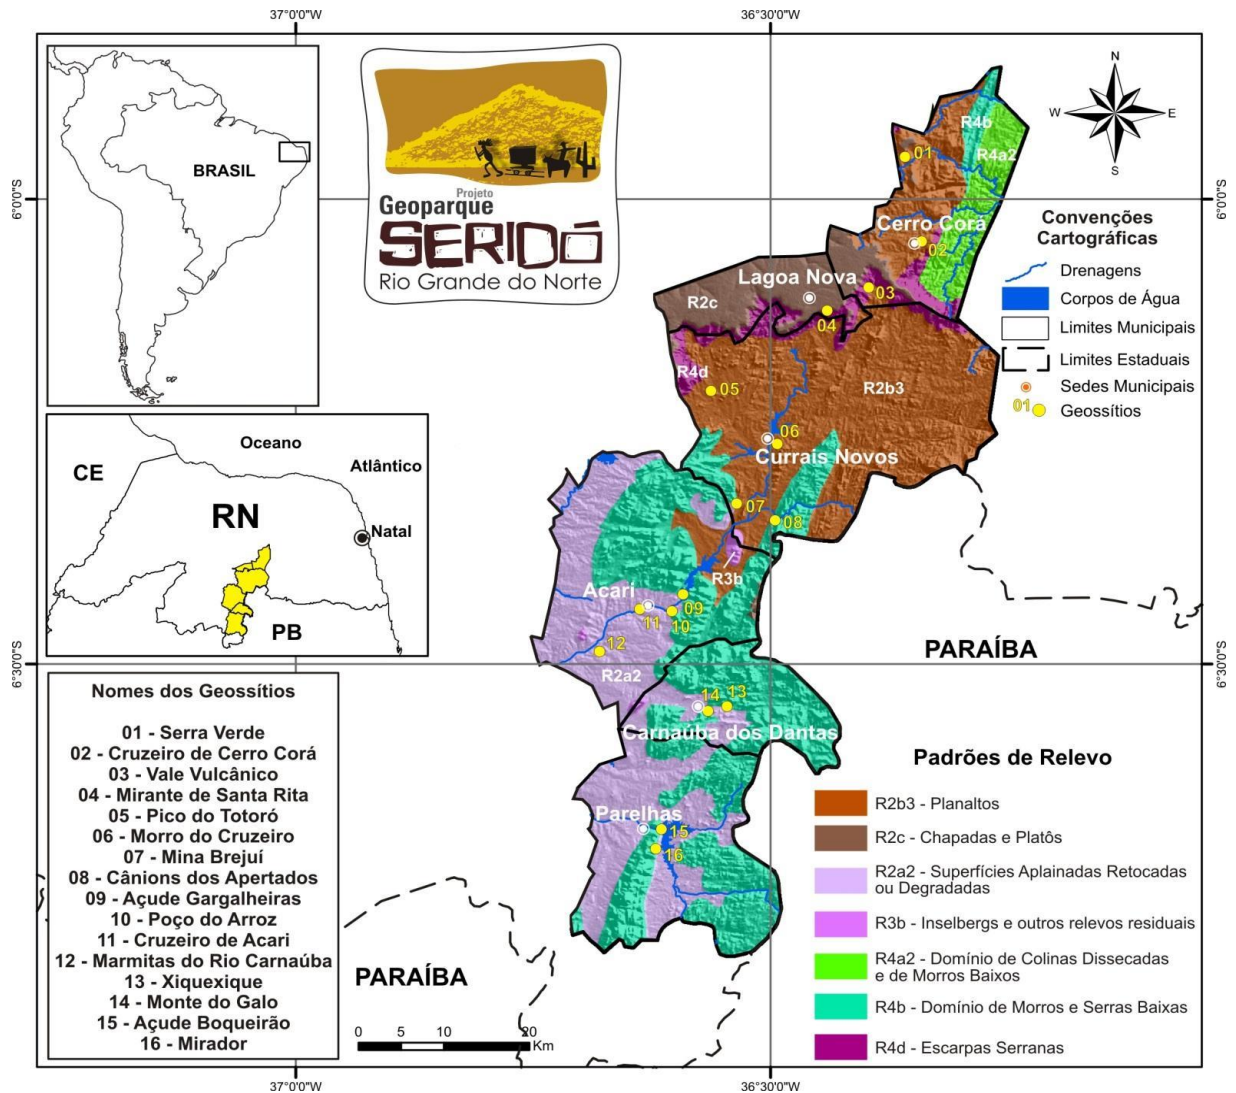 37°0'0"W
36°30'0"W
6°0'0"S
6°30'0"S
BRASIL
Projeto
Geoparque
SERIDÓ
Rio Grande do Norte
N
W
E
S
Convenções
Cartográficas
Drenagens
Corpos de Água
Limites Municipais
Limites Estaduais
Sedes Municipais
01
Geossítios
Oceano
Atlântico
CE
RN
Natal
PB
R4b
R4a2
01
Cerro Corá
02
Lagoa Nova
R2c
03
04
R4d
05
R2b3
06
Currais Novos
07
08
R3b
Acari
09
10
11
12
R2a2
14
13
Carnaúba dos Dantas
Parelhas
15
16
PARAÍBA
PARAÍBA
Nomes dos Geossítios
01 - Serra Verde
02 - Cruzeiro de Cerro Corá
03 - Vale Vulcânico
04 - Mirante de Santa Rita
05 - Pico do Totoró
06 - Morro do Cruzeiro
07 - Mina Brejuí
08 - Cânions dos Apertados
09 - Açude Gargalheiras
10 - Poço do Arroz
11 - Cruzeiro de Acari
12 - Marmitas do Rio Carnaúba
13 - Xiquexique
14 - Monte do Galo
15 - Açude Boqueirão
16 - Mirador
0 5 10 20
Km
Padrões de Relevo
R2b3 - Planaltos
R2c - Chapadas e Platôs
R2a2 - Superfícies Aplainadas Retocadas
ou Degradadas
R3b - Inselbergs e outros relevos residuais
R4a2 - Domínio de Colinas Dissecadas
e de Morros Baixos
R4b - Domínio de Morros e Serras Baixas
R4d - Escarpas Serranas
6°0'0"S
6°30'0"S
37°0'0"W
36°30'0"W